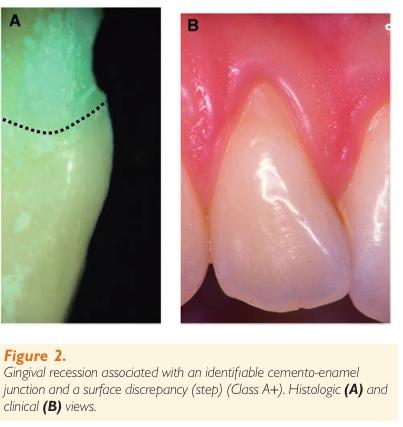 A
B
Figure 2.
Gingival recession associated with an identifiable cemento-enamel
junction and a surface discrepancy (step) (Class A+). Histologic (A) and
clinical (B) views.